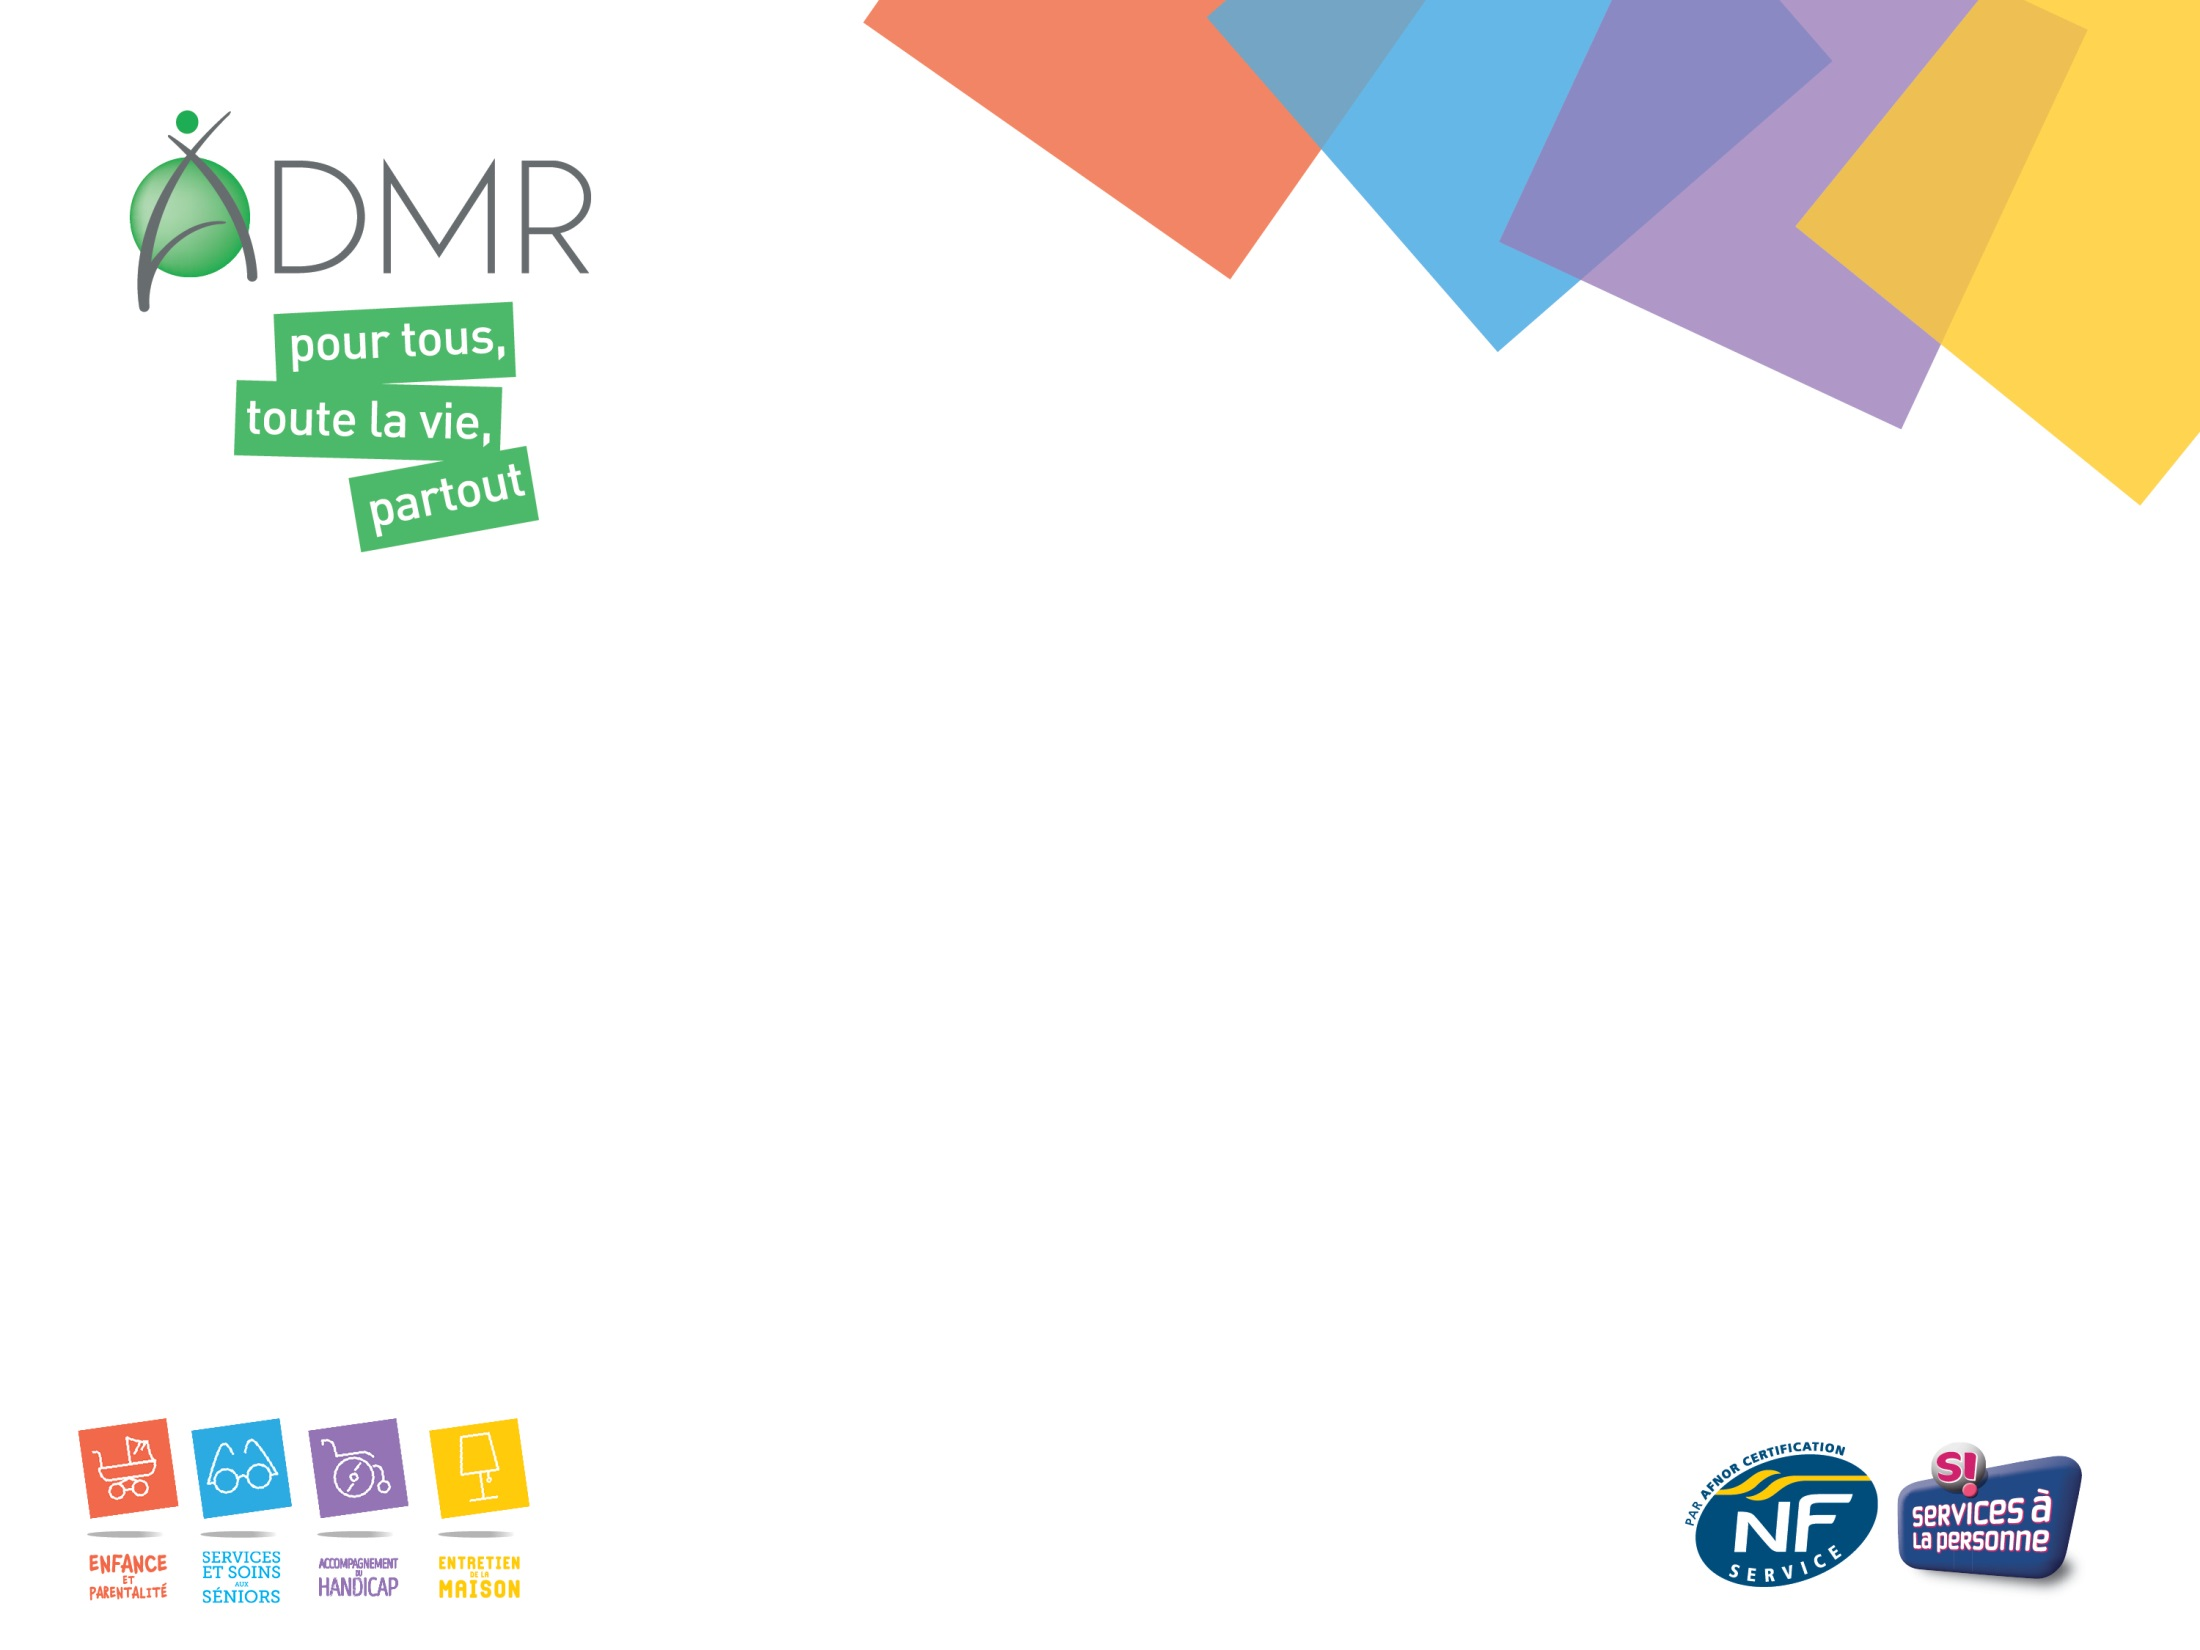 ADMR
pour tous,
toute la vie,
partout
ENFANCE
ET
PARENTALITÉ
SERVICES
ET SOINS
AUX
SÉNIORS
ACCOMPAGNEMENT
DU
HANDICAP
ENTRETIEN
DE LA
MAISON
PAR AFNOR CERTIFICATION
NF
SERVICE
S!
services à
la personne